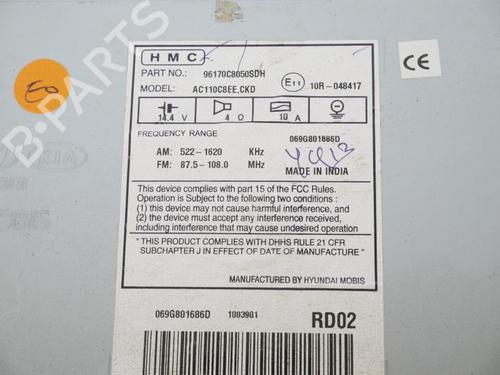 HMC
PART NO.: 96170C8050SDH
MODEL: AC110C8EE,CKD
E11 10R-048417
14.4 V 4 Ω 10 A
FREQUENCY RANGE
069G801686D
AM: 522-1620 KHz
FM: 87.5-108.0 MHz
MADE IN INDIA
This device complies with part 15 of the FCC Rules.
Operation is Subject to the following two conditions :
(1) this device may not cause harmful interference, and
(2) the device must accept any interference received,
including interference that may cause undesired operation
" THIS PRODUCT COMPLIES WITH DHHS RULE 21 CFR
SUBCHAPTER J IN EFFECT OF DATE OF MANUFACTURE "
MANUFACTURED BY HYUNDAI MOBIS
069G801686D 1003901
RD02
CE
B-PARTS
KIA